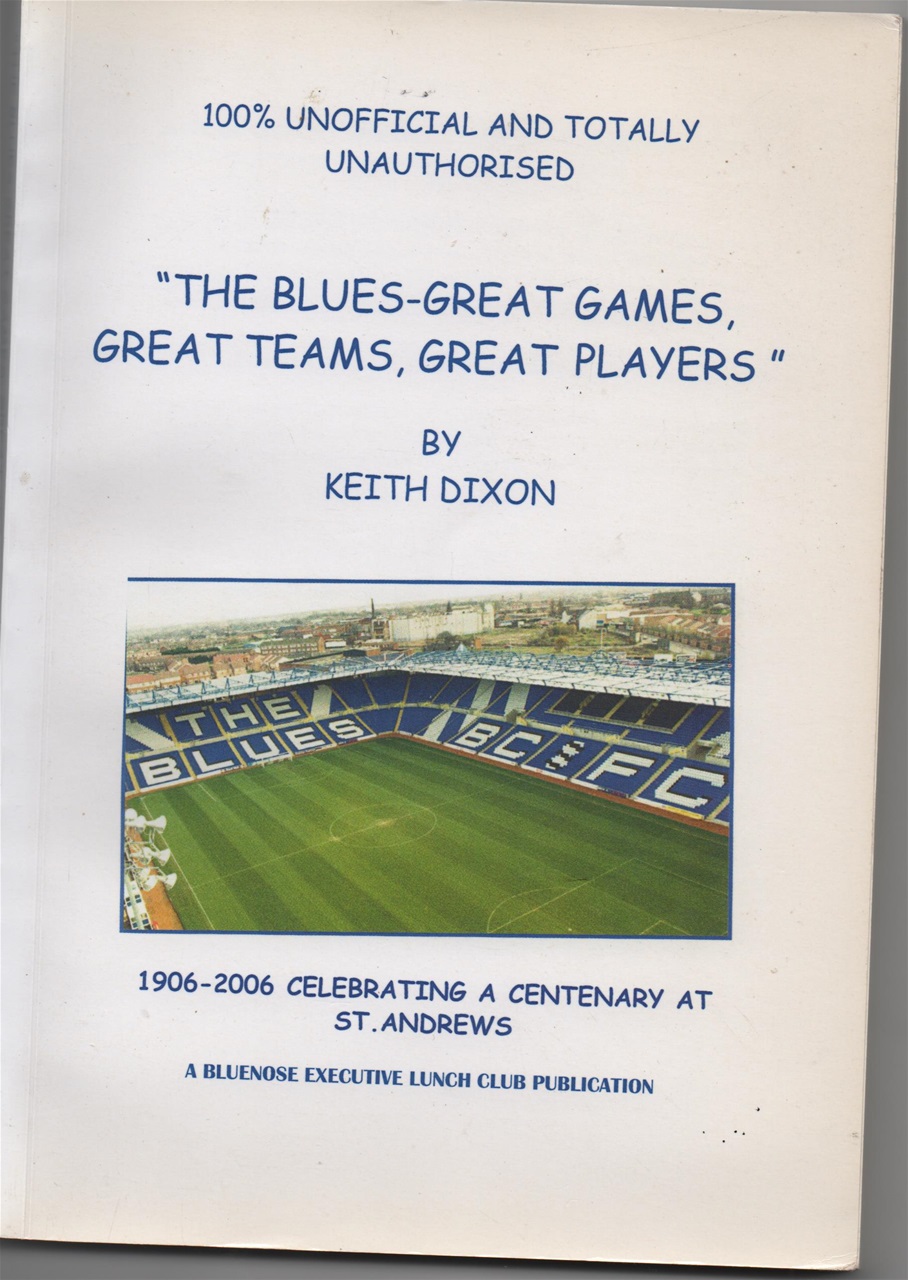 100% UNOFFICIAL AND TOTALLY
UNAUTHORISED
"THE BLUES-GREAT GAMES,
GREAT TEAMS, GREAT PLAYERS "
BY
KEITH DIXON
THE
BLUES
BC FC
1906-2006 CELEBRATING A CENTENARY AT
ST.ANDREWS
A BLUENOSE EXECUTIVE LUNCH CLUB PUBLICATION